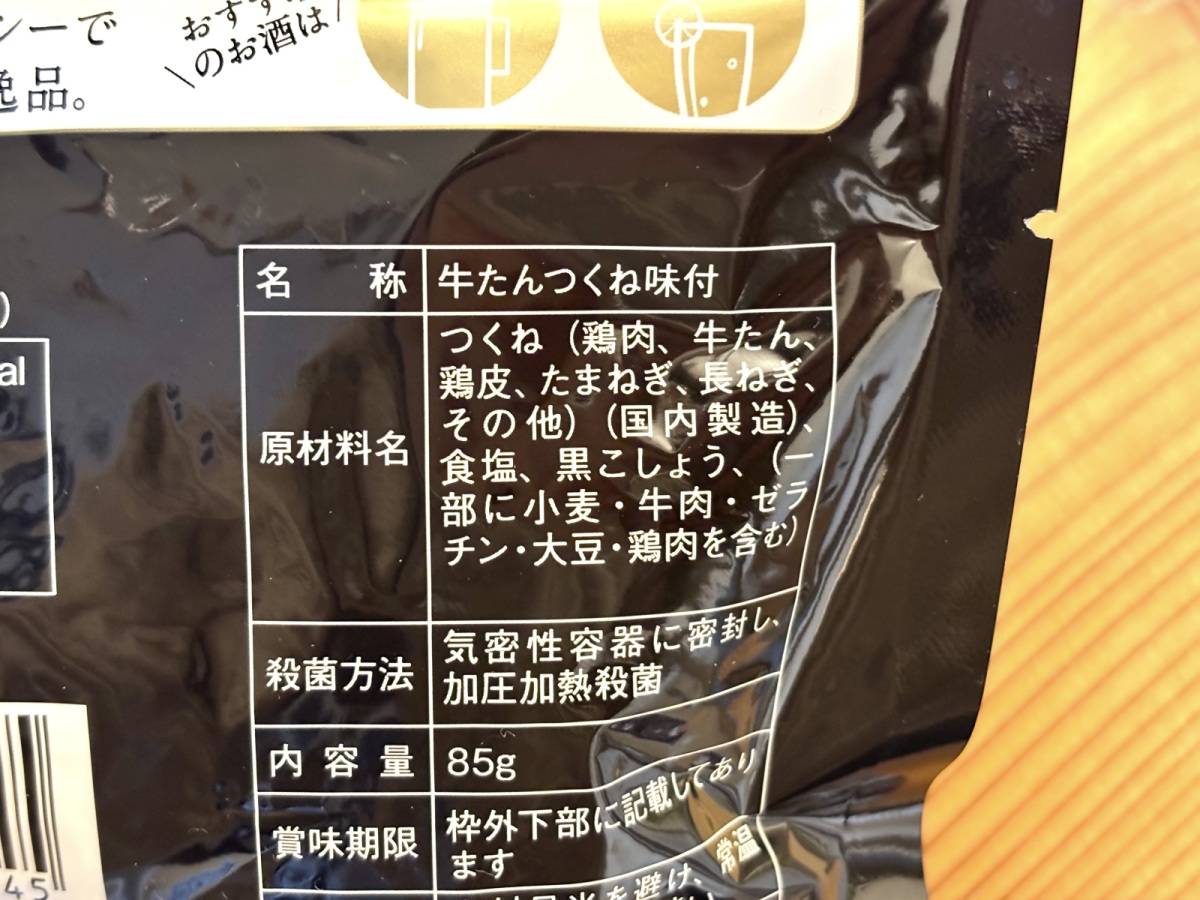 シーで
逸品。
のお酒は
名称
牛たんつくね味付
原材料名
つくね（鶏肉、牛たん、
鶏皮、たまねぎ、長ねぎ、
その他）（国内製造）、
食塩、黒こしょう、（一
部に小麦・牛肉・ゼラ
チン・大豆・鶏肉を含む）
殺菌方法
気密性容器に密封し、
加圧加熱殺菌
内容量
85g
賞味期限
枠外下部に記載してあり
ます
を避け、常温
)
al
45